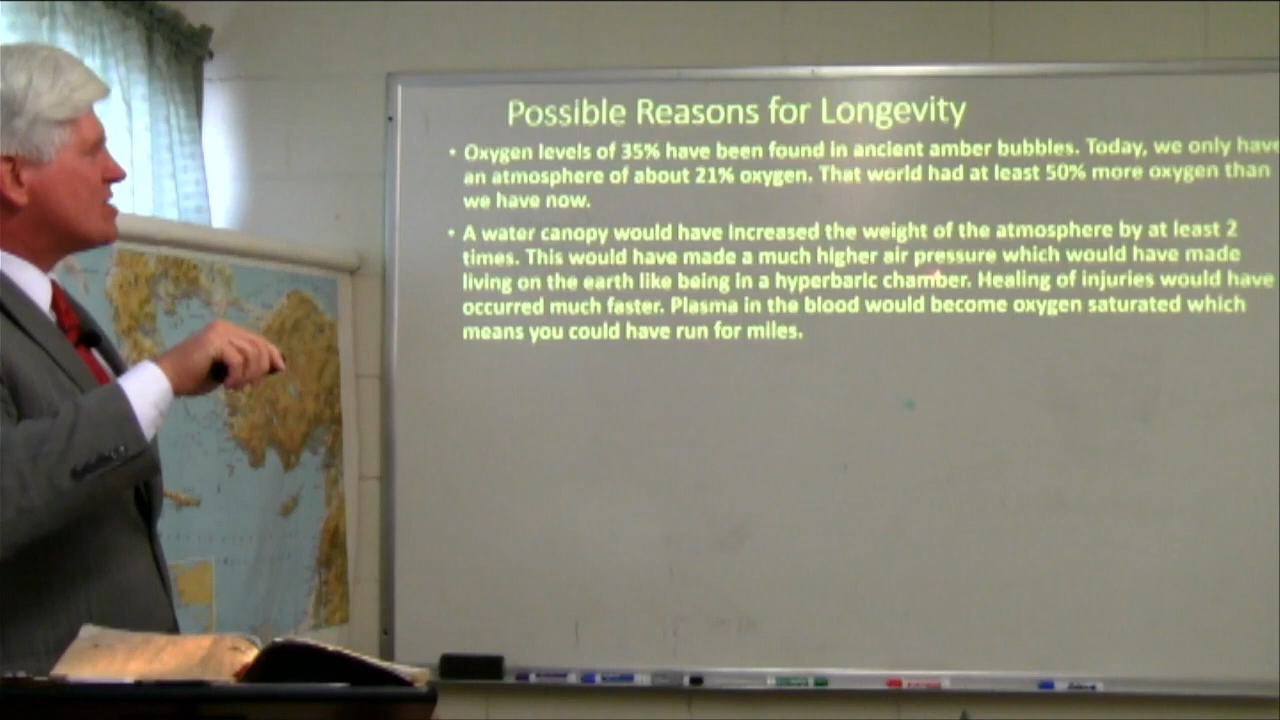 Possible Reasons for Longevity
• Oxygen levels of 35% have been found in ancient amber bubbles. Today, we only have
an atmosphere of about 21% oxygen. That world had at least 50% more oxygen than
we have now.
• A water canopy would have increased the weight of the atmosphere by at least 2
times. This would have made a much higher air pressure which would have made
living on the earth like being in a hyperbaric chamber. Healing of injuries would have
occurred much faster. Plasma in the blood would become oxygen saturated which
means you could have run for miles.